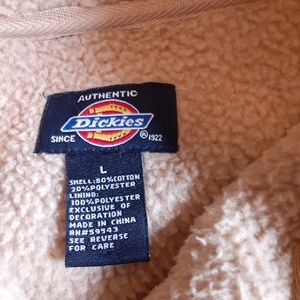 AUTHENTIC
Dickies
SINCE 1922
L
SHELL:80%COTTON
20%POLYESTER
LINING:
100%POLYESTER
EXCLUSIVE OF
DECORATION
MADE IN CHINA
RN#59543
SEE REVERSE
FOR CARE